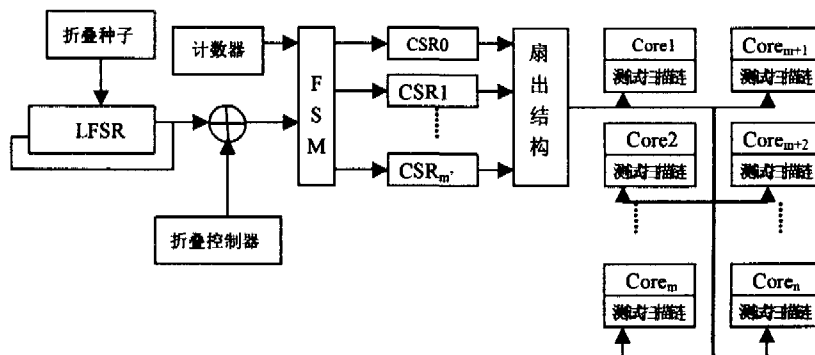 折叠种子
计数器
LFSR
折叠控制器
F
S
M
CSR0
CSR1
CSRm'
扇
出
结
构
Core1
测试扫描链
Corem+1
测试扫描链
Core2
测试扫描链
Corem+2
测试扫描链
Corem
测试扫描链
Coren
测试扫描链